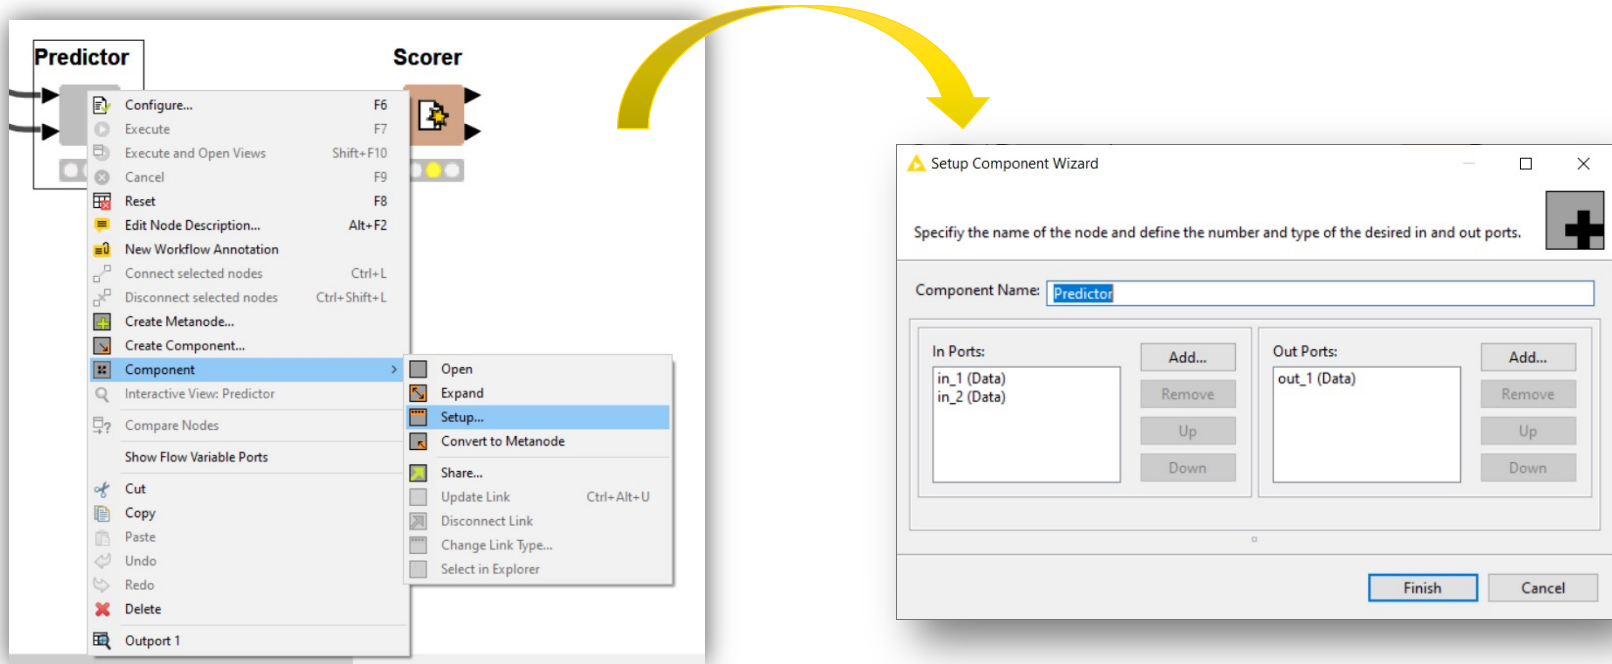 Predictor
Scorer
Configure... F6
Execute F7
Execute and Open Views Shift+F10
Cancel F9
Reset F8
Edit Node Description... Alt+F2
New Workflow Annotation
Connect selected nodes Ctrl+L
Disconnect selected nodes Ctrl+Shift+L
Create Metanode...
Create Component...
Component >
Interactive View: Predictor
Compare Nodes
Show Flow Variable Ports
Cut
Copy
Paste
Undo
Redo
Delete
Outport 1
Open
Expand
Setup...
Convert to Metanode
Share...
Update Link Ctrl+Alt+U
Disconnect Link
Change Link Type...
Select in Explorer
Setup Component Wizard
Specifiy the name of the node and define the number and type of the desired in and out ports.
Component Name: Predictor
In Ports:
in_1 (Data)
in_2 (Data)
Add...
Remove
Up
Down
Out Ports:
out_1 (Data)
Add...
Remove
Up
Down
Finish
Cancel